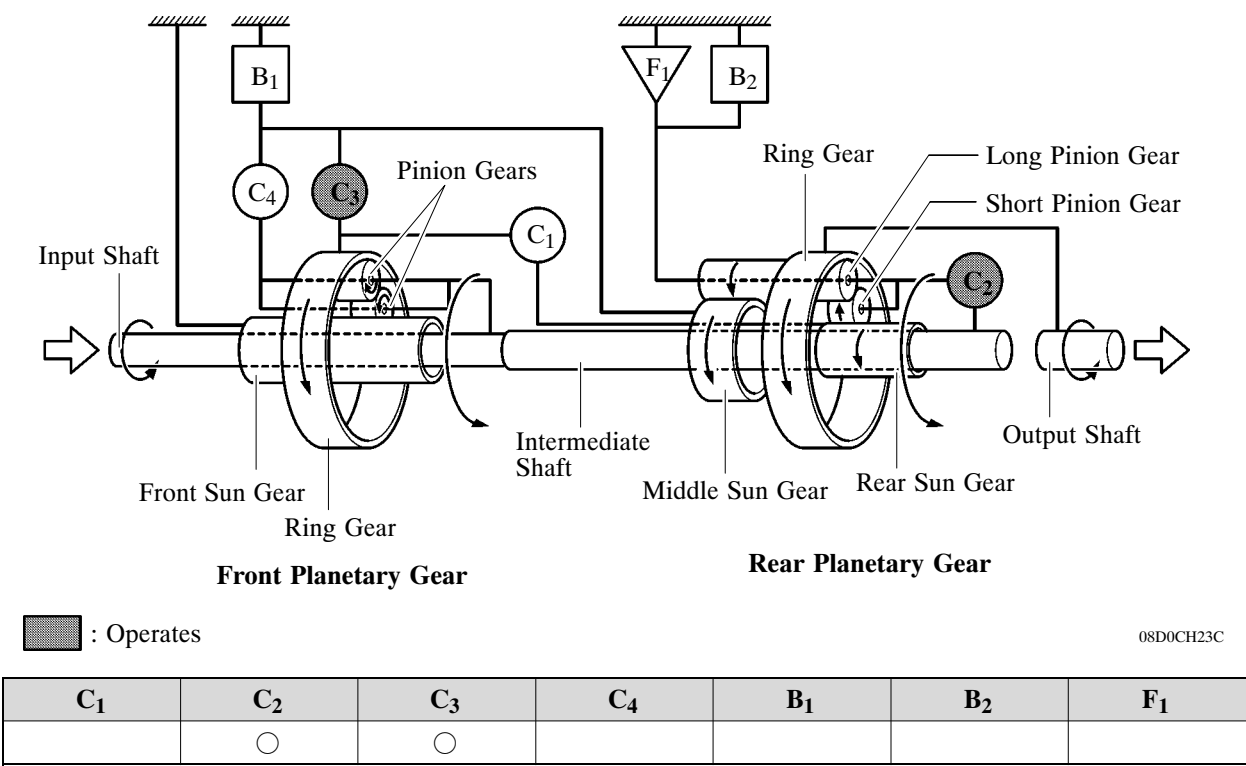 B1
F1
B2
Ring Gear
Long Pinion Gear
Pinion Gears
C4
C3
Short Pinion Gear
Input Shaft
C1
C2
Intermediate
Shaft
Output Shaft
Front Sun Gear
Middle Sun Gear
Rear Sun Gear
Ring Gear
Front Planetary Gear
Rear Planetary Gear
: Operates
08D0CH23C
C1 C2 C3 C4 B1 B2 F1
○ ○